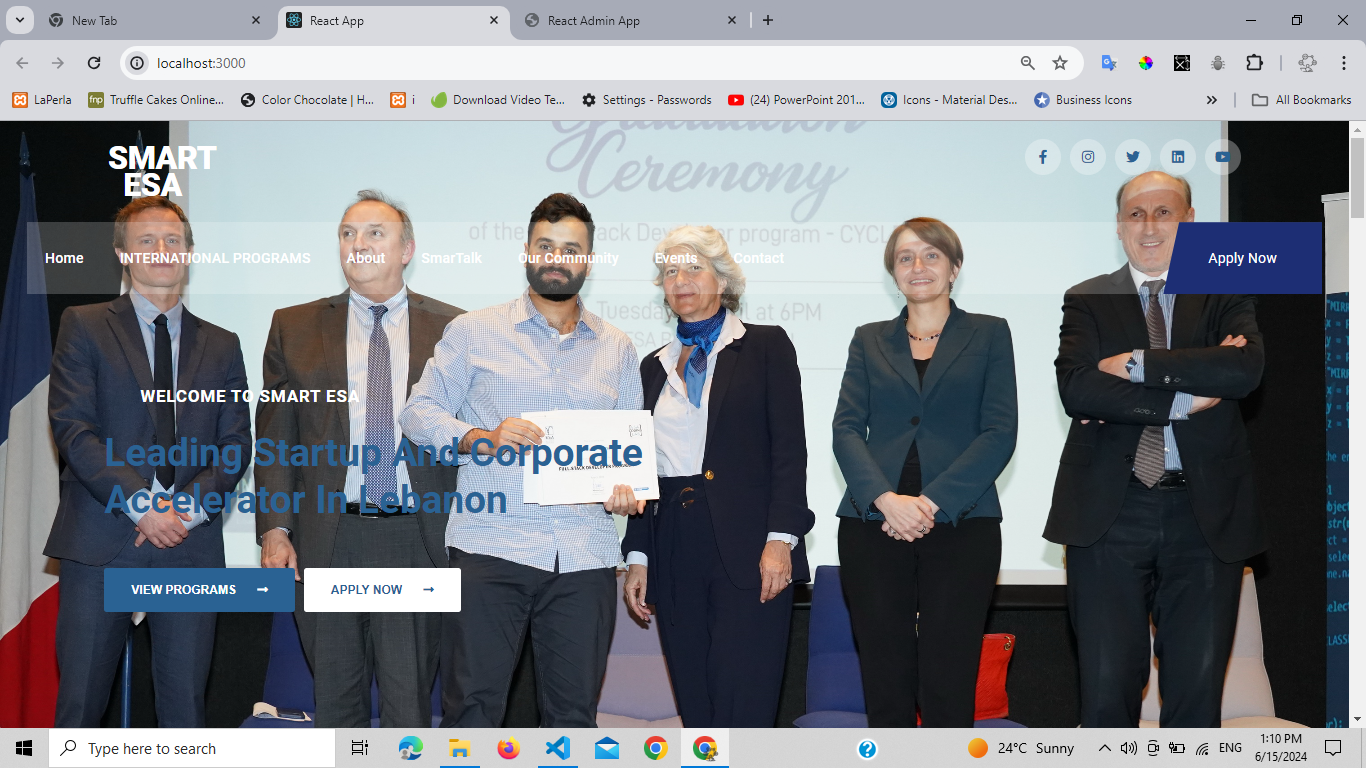 New Tab
React App
React Admin App
localhost:3000
LaPerla
Truffle Cakes Online...
Color Chocolate | H...
i
Download Video Te...
Settings - Passwords
(24) PowerPoint 201...
Icons - Material Des...
Business Icons
All Bookmarks
Graduation
Ceremony
SMART
ESA
of the
Stack Developer program - CYCL
Home
INTERNATIONAL PROGRAMS
About
SmarTalk
Our Community
Events
Contact
Apply Now
Tuesday
at 6PM
WELCOME TO SMART ESA
Leading Startup And Corporate
Accelerator In Lebanon
VIEW PROGRAMS
APPLY NOW
Type here to search
24°C Sunny
ENG
1:10 PM
6/15/2024